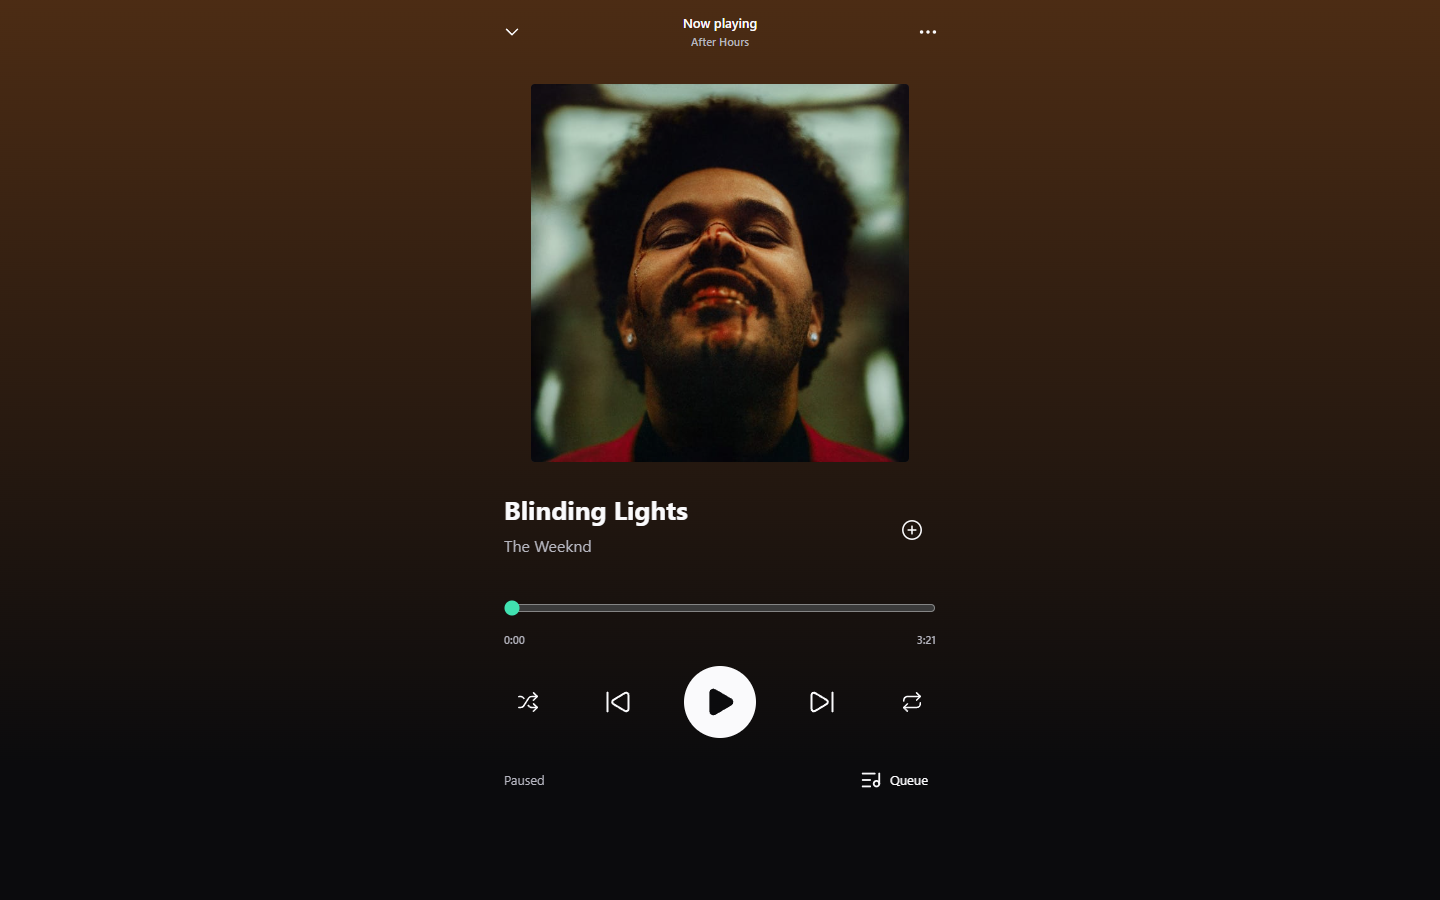 Now playing
After Hours
Blinding Lights
The Weeknd
0:00
3:21
Paused
Queue